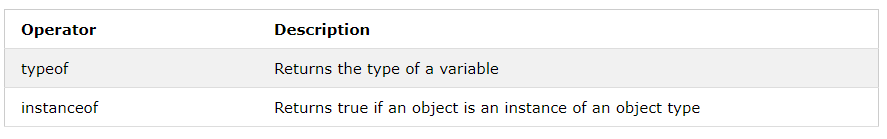 Operator Description
typeof Returns the type of a variable
instanceof Returns true if an object is an instance of an object type